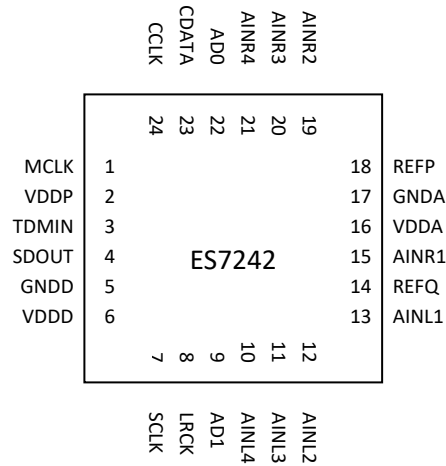 CCLK CDATA AD0 AINR4 AINR3 AINR2
24 23 22 21 20 19
MCLK 1 18 REFP
VDDP 2 17 GNDA
TDMIN 3 16 VDDA
SDOUT 4 15 AINR1
ES7242
GNDD 5 14 REFQ
VDDD 6 13 AINL1
7 8 9 10 11 12
SCLK LRCK AD1 AINL4 AINL3 AINL2